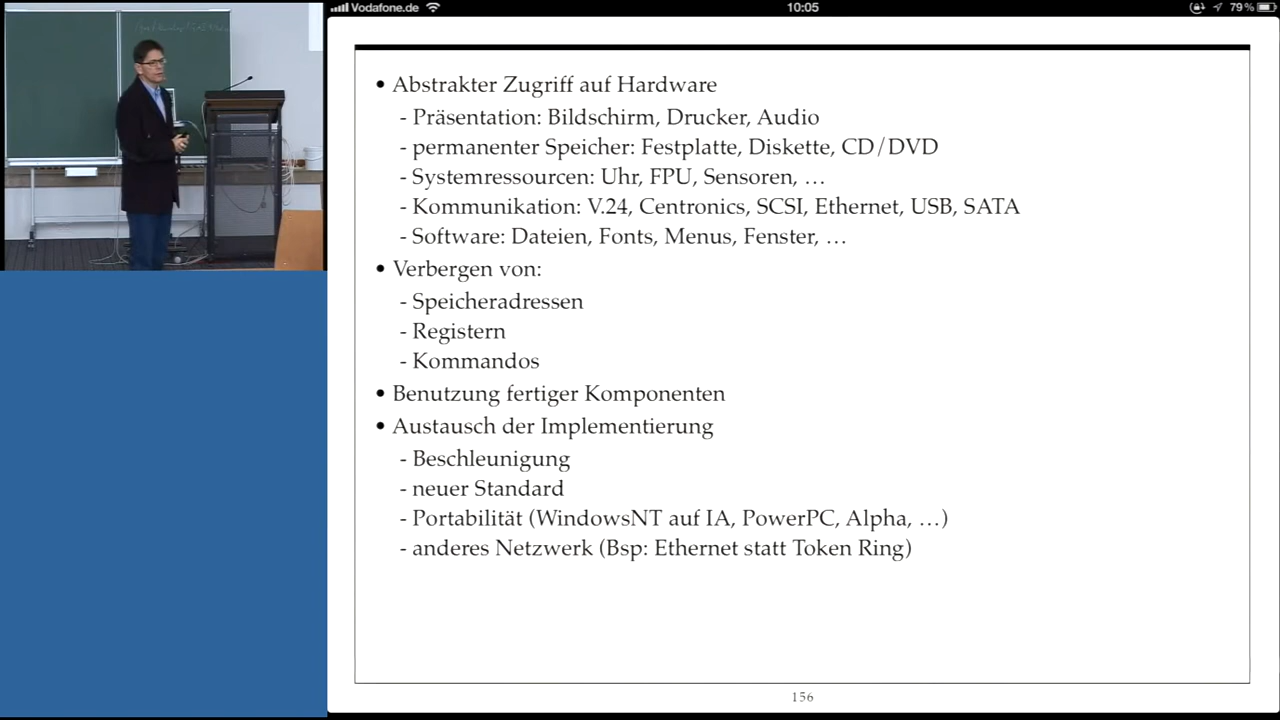 Vodafone.de
10:05
79%
• Abstrakter Zugriff auf Hardware
- Präsentation: Bildschirm, Drucker, Audio
- permanenter Speicher: Festplatte, Diskette, CD/DVD
- Systemressourcen: Uhr, FPU, Sensoren, …
- Kommunikation: V.24, Centronics, SCSI, Ethernet, USB, SATA
- Software: Dateien, Fonts, Menus, Fenster, …
• Verbergen von:
- Speicheradressen
- Registern
- Kommandos
• Benutzung fertiger Komponenten
• Austausch der Implementierung
- Beschleunigung
- neuer Standard
- Portabilität (WindowsNT auf IA, PowerPC, Alpha, …)
- anderes Netzwerk (Bsp: Ethernet statt Token Ring)
156